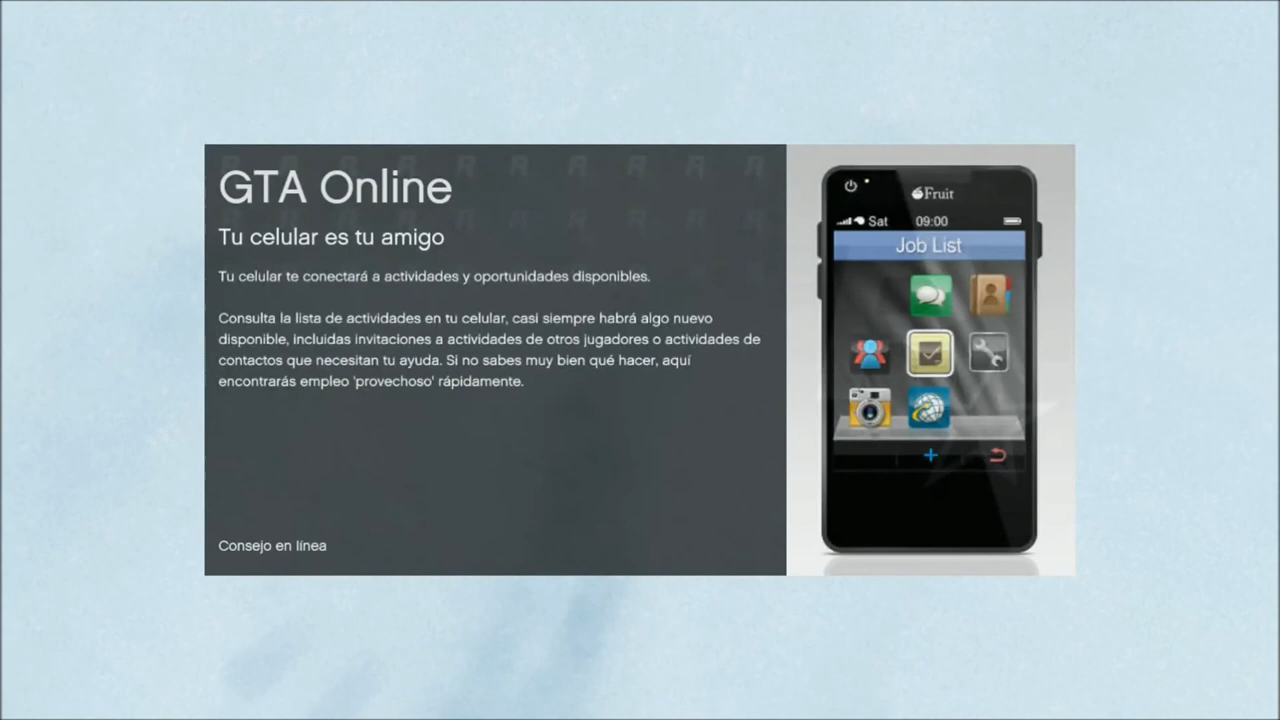 GTA Online
Tu celular es tu amigo
Tu celular te conectará a actividades y oportunidades disponibles.
Consulta la lista de actividades en tu celular, casi siempre habrá algo nuevo
disponible, incluidas invitaciones a actividades de otros jugadores o actividades de
contactos que necesitan tu ayuda. Si no sabes muy bien qué hacer, aquí
encontrarás empleo 'provechoso' rápidamente.
Consejo en línea
Fruit
Sat 09:00
Job List